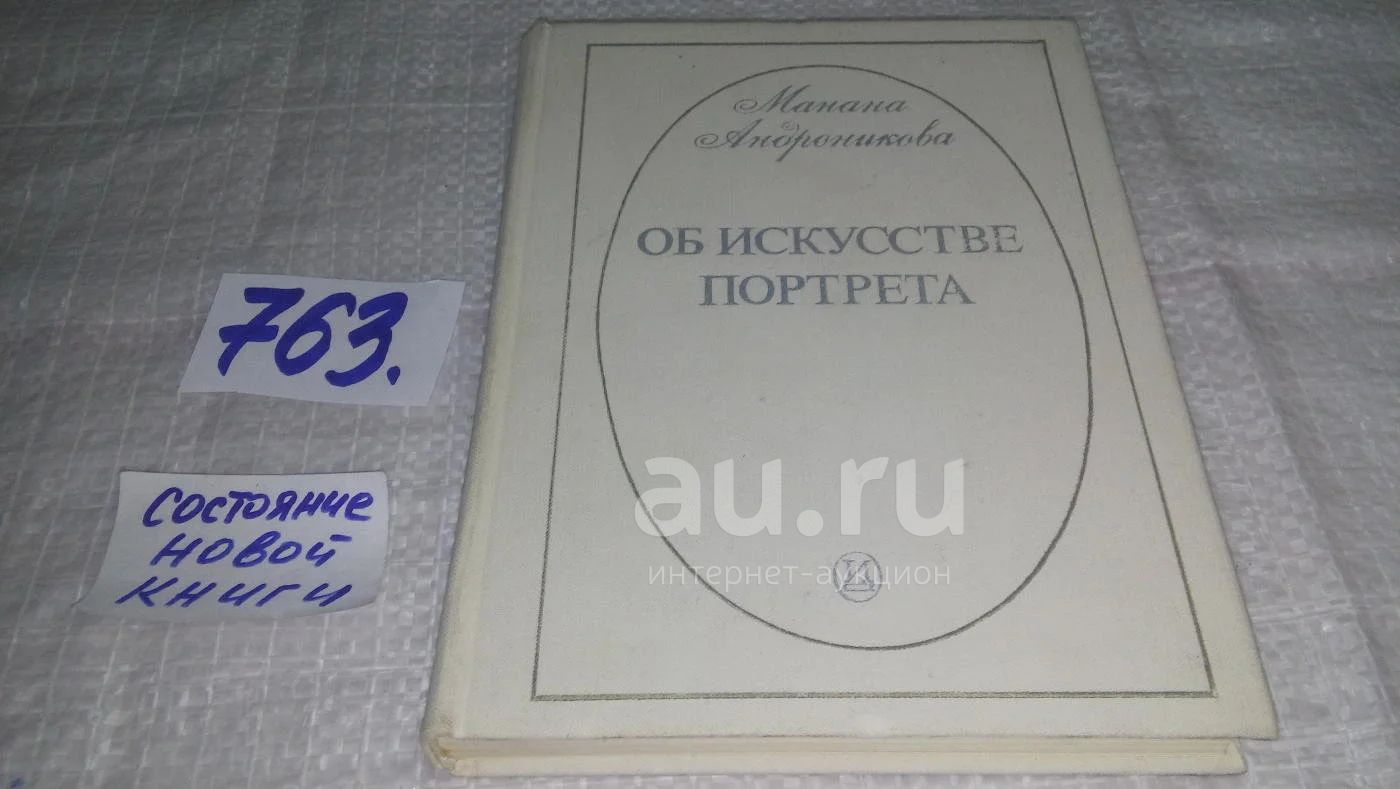 Манана
Андроникова
ОБ ИСКУССТВЕ
ПОРТРЕТА
763.
СОСТОЯНИЕ
НОВОЙ
КНИГИ
au.ru
интернет-аукцион